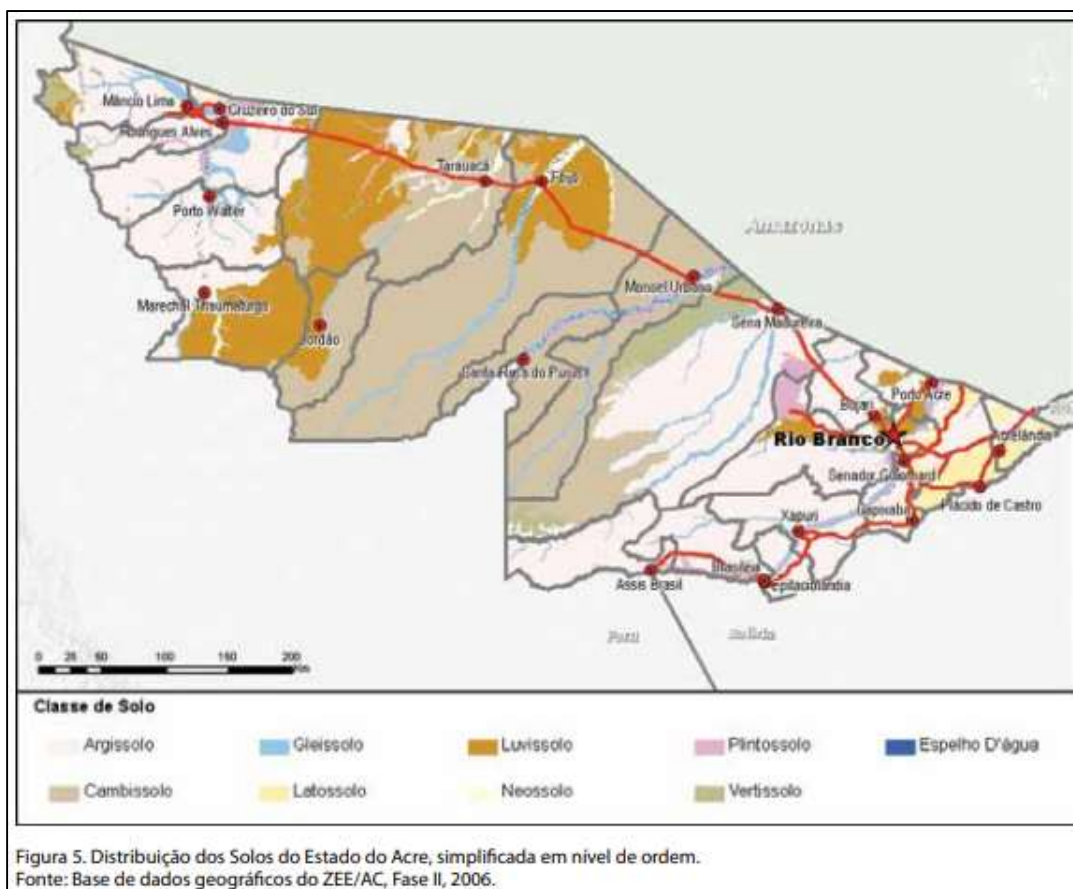 Mâncio Lima
Cruzeiro do Sul
Rodrigues Alves
Tarauacá
Feijó
Porto Walter
Amazonas
Manoel Urbano
Marechal Thaumaturgo
Jordão
Sena Madureira
Santa Rosa do Purus
Porto Acre
Bujari
Rio Branco
Acrelândia
Senador Guiomard
Plácido de Castro
Xapuri
Capixaba
Brasiléia
Assis Brasil
Epitaciolândia
Peru
Bolívia
0 25 50 100 150 200
Km
Classe de Solo
Argissolo Gleissolo Luvissolo Plintossolo Espelho D'água
Cambissolo Latossolo Neossolo Vertissolo
Figura 5. Distribuição dos Solos do Estado do Acre, simplificada em nível de ordem.
Fonte: Base de dados geográficos do ZEE/AC, Fase II, 2006.